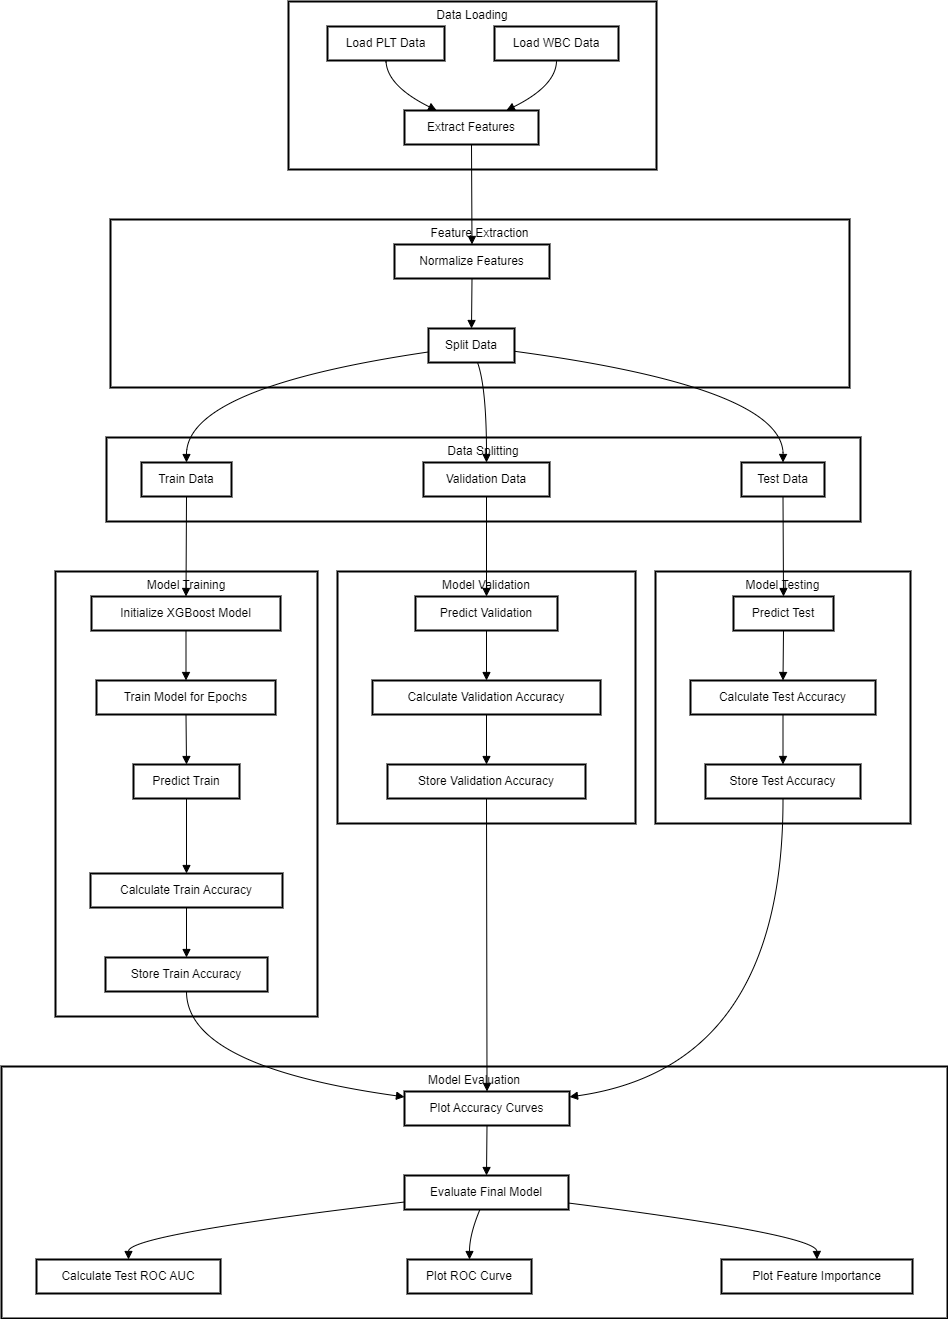 Data Loading
Load PLT Data
Load WBC Data
Extract Features
Feature Extraction
Normalize Features
Split Data
Data Splitting
Train Data
Validation Data
Test Data
Model Training
Model Validation
Model Testing
Initialize XGBoost Model
Predict Validation
Predict Test
Train Model for Epochs
Calculate Validation Accuracy
Calculate Test Accuracy
Predict Train
Store Validation Accuracy
Store Test Accuracy
Calculate Train Accuracy
Store Train Accuracy
Model Evaluation
Plot Accuracy Curves
Evaluate Final Model
Calculate Test ROC AUC
Plot ROC Curve
Plot Feature Importance